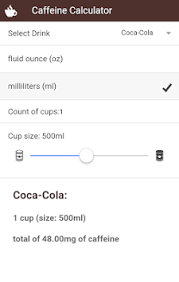 Caffeine Calculator
Select Drink Coca-Cola
fluid ounce (oz)
milliliters (ml)
Count of cups:1
Cup size: 500ml
Coca-Cola:
1 cup (size: 500ml)
total of 48.00mg of caffeine